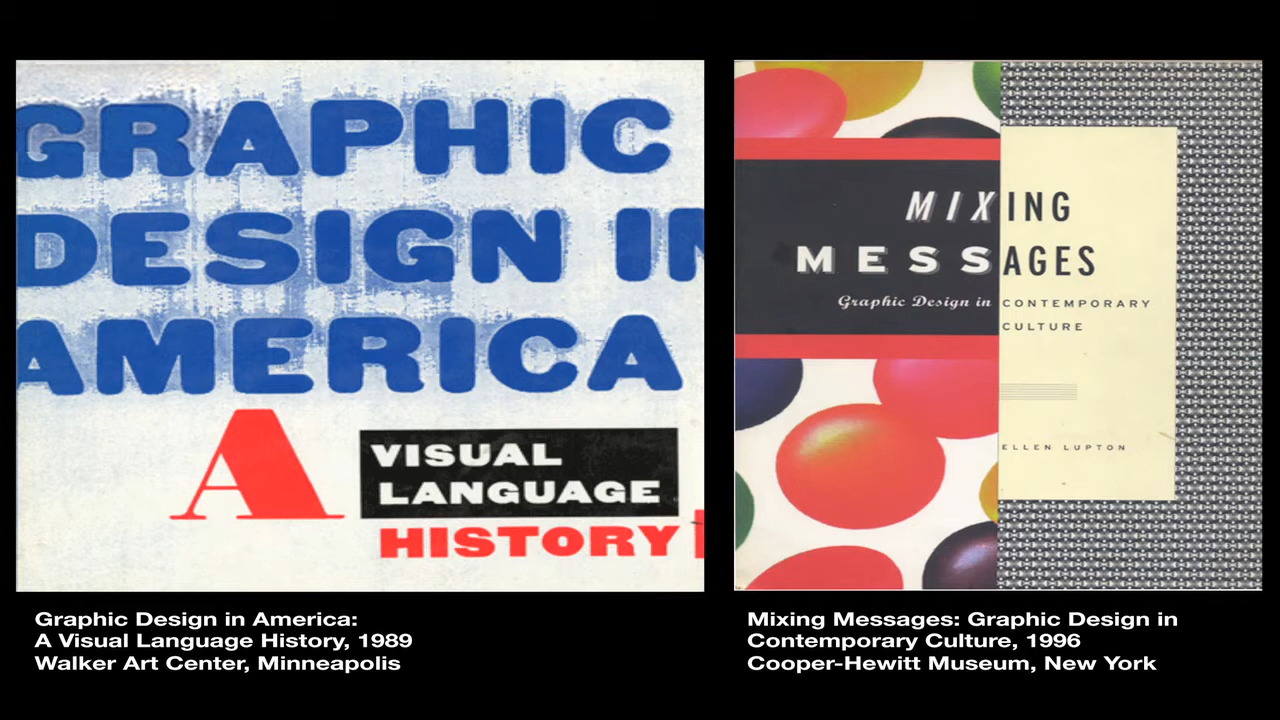 GRAPHIC
DESIGN IN
AMERICA
A VISUAL
LANGUAGE
HISTORY
Graphic Design in America:
A Visual Language History, 1989
Walker Art Center, Minneapolis
MIXING
MESSAGES
Graphic Design in CONTEMPORARY
CULTURE
ELLEN LUPTON
Mixing Messages: Graphic Design in
Contemporary Culture, 1996
Cooper-Hewitt Museum, New York